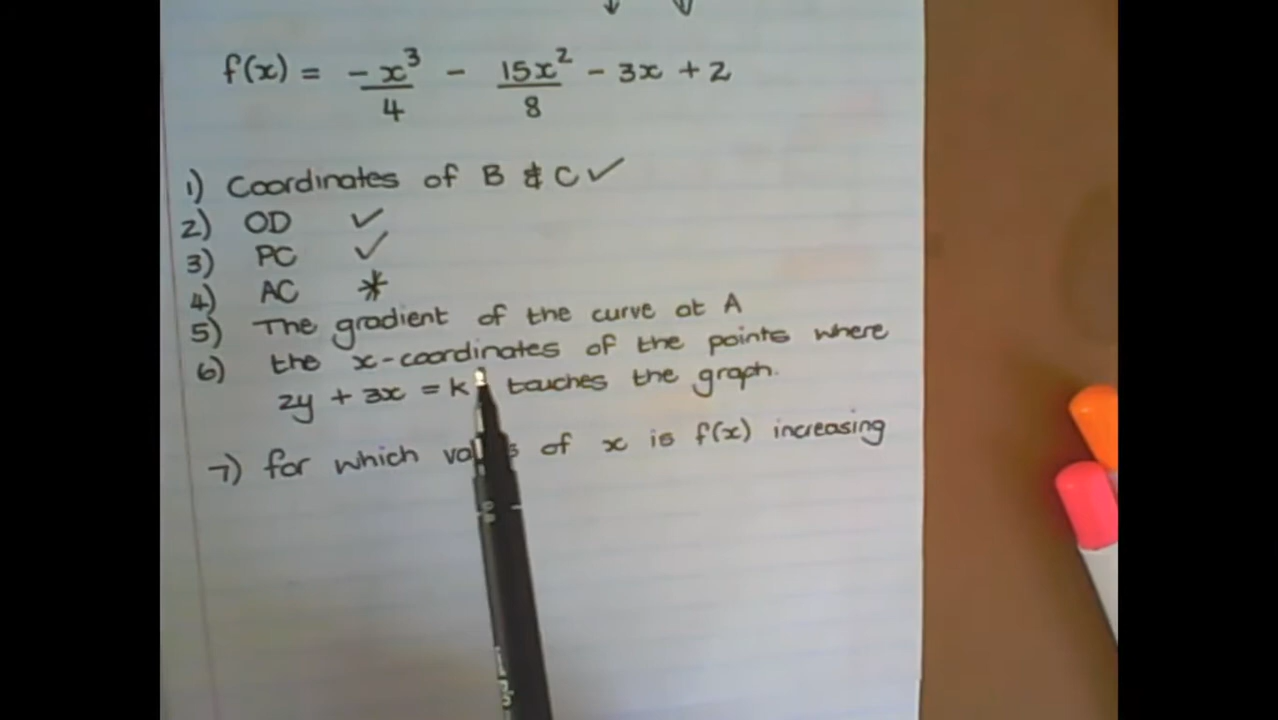 f(x) = -x³/4 - 15x²/8 - 3x + 2
1) Coordinates of B & C ✓
2) OD ✓
3) PC ✓
4) AC *
5) The gradient of the curve at A
6) the x-coordinates of the points where
2y + 3x = k touches the graph.
7) for which of x is f(x) increasing